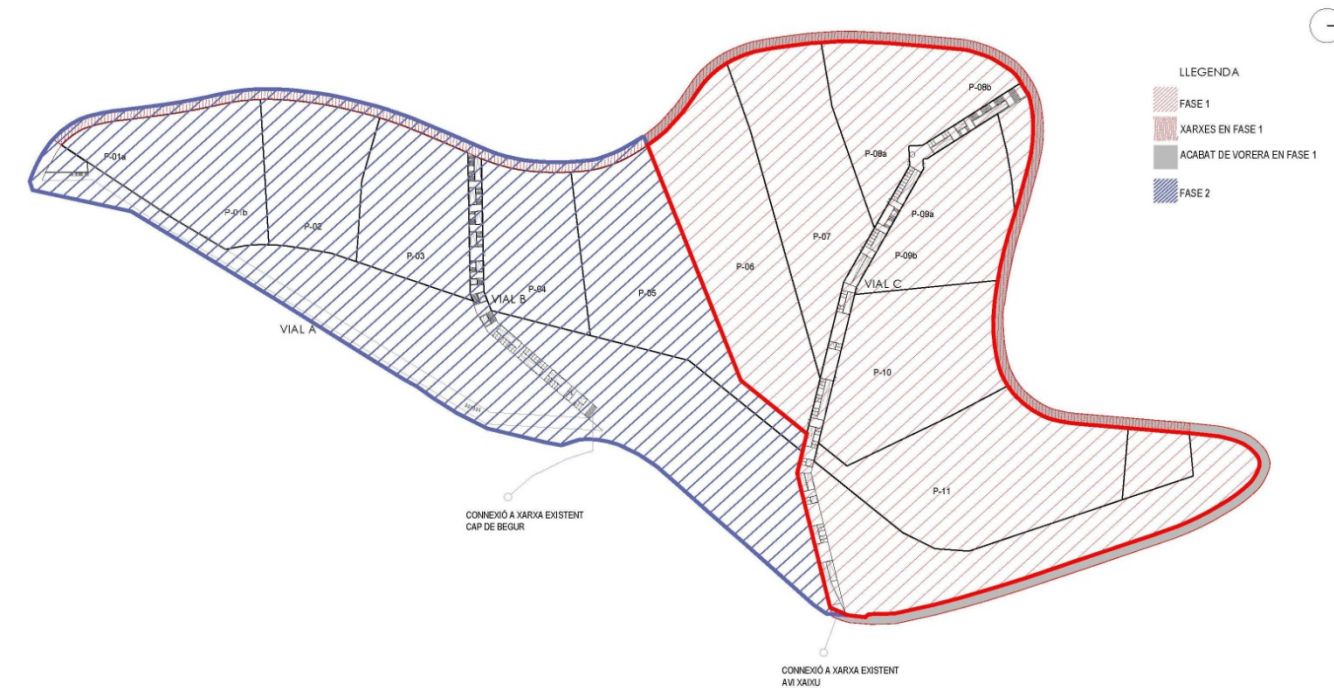 LLEGENDA
FASE 1
XARXES EN FASE 1
ACABAT DE VORERA EN FASE 1
FASE 2
P-08b
P-01a
P-08a
P-01b
P-02
P-09a
P-07
P-03
P-09b
P-06
P-04
P-05
VIAL C
VIAL B
VIAL A
P-10
P-11
CONNEXIÓ A XARXA EXISTENT
CAP DE BEGUR
CONNEXIÓ A XARXA EXISTENT
AVI XAIXU